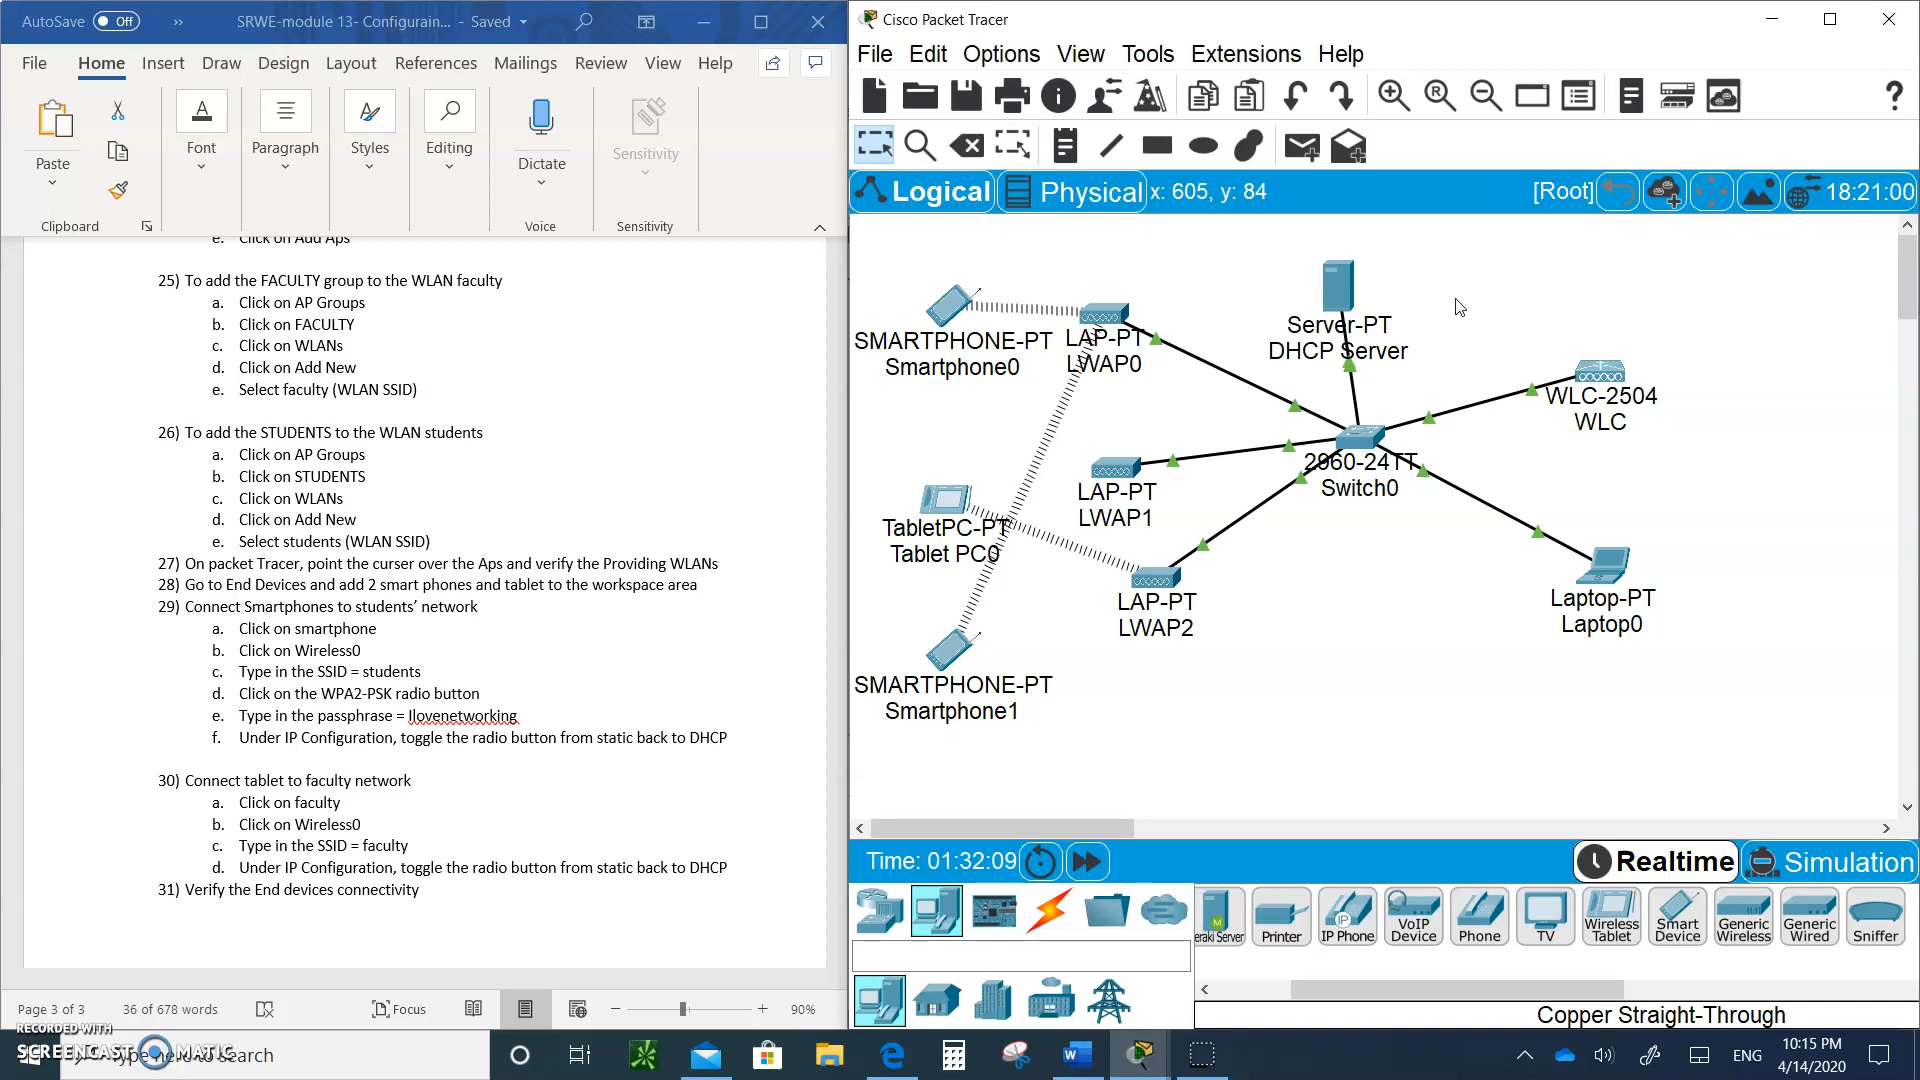 AutoSave Off SRWE-module 13- Configurain... - Saved
File Home Insert Draw Design Layout References Mailings Review View Help
Paste Font Paragraph Styles Editing Dictate Sensitivity
Clipboard Voice Sensitivity
e. Click on Add Aps
25) To add the FACULTY group to the WLAN faculty
a. Click on AP Groups
b. Click on FACULTY
c. Click on WLANs
d. Click on Add New
e. Select faculty (WLAN SSID)
26) To add the STUDENTS to the WLAN students
a. Click on AP Groups
b. Click on STUDENTS
c. Click on WLANs
d. Click on Add New
e. Select students (WLAN SSID)
27) On packet Tracer, point the curser over the Aps and verify the Providing WLANs
28) Go to End Devices and add 2 smart phones and tablet to the workspace area
29) Connect Smartphones to students' network
a. Click on smartphone
b. Click on Wireless0
c. Type in the SSID = students
d. Click on the WPA2-PSK radio button
e. Type in the passphrase = Ilovenetworking
f. Under IP Configuration, toggle the radio button from static back to DHCP
30) Connect tablet to faculty network
a. Click on faculty
b. Click on Wireless0
c. Type in the SSID = faculty
d. Under IP Configuration, toggle the radio button from static back to DHCP
31) Verify the End devices connectivity
Page 3 of 3 36 of 678 words Focus 90%
Cisco Packet Tracer
File Edit Options View Tools Extensions Help
Logical Physical x: 605, y: 84 [Root] 18:21:00
Server-PT
DHCP Server
SMARTPHONE-PT
Smartphone0
LAP-PT
LWAP0
WLC-2504
WLC
2960-24TT
Switch0
LAP-PT
LWAP1
TabletPC-PT
Tablet PC0
LAP-PT
LWAP2
Laptop-PT
Laptop0
SMARTPHONE-PT
Smartphone1
Time: 01:32:09 Realtime Simulation
eraki Server Printer IP Phone VoIP Device Phone TV Wireless Tablet Smart Device Generic Wireless Generic Wired Sniffer
Copper Straight-Through
RECORDED WITH
SCREENCAST MATIC
Type here to search
ENG
10:15 PM
4/14/2020